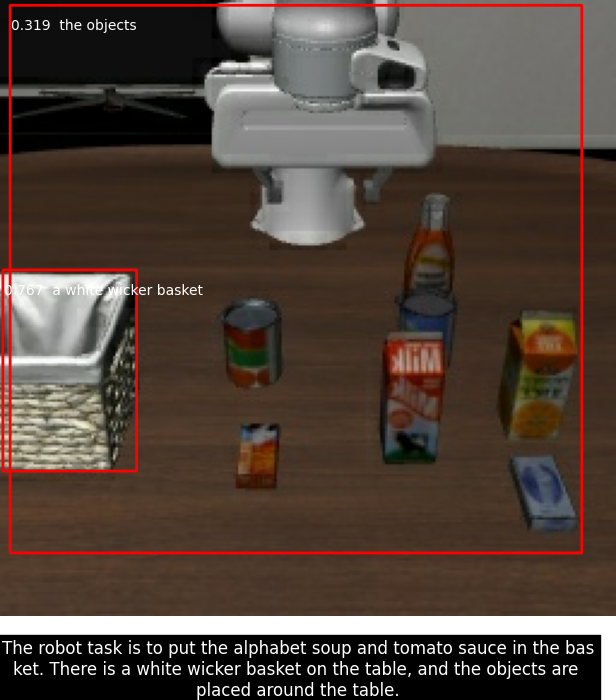 0.319 the objects
0.767 a white wicker basket
Milk
Milk
The robot task is to put the alphabet soup and tomato sauce in the bas
ket. There is a white wicker basket on the table, and the objects are
placed around the table.